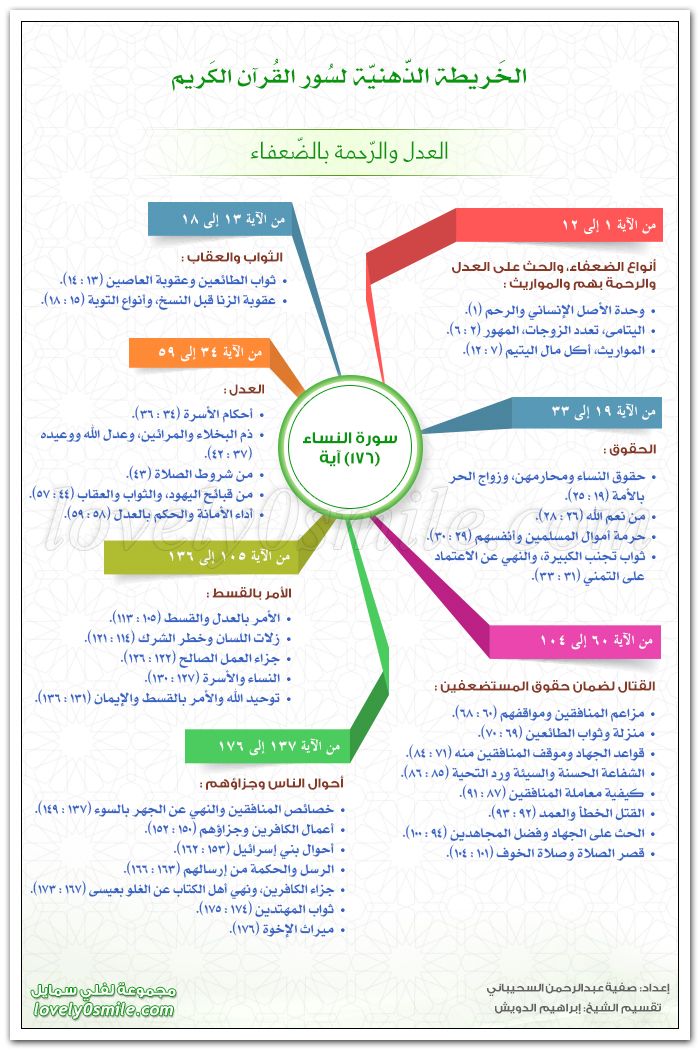 الخَريطة الذّهنيّة لسُور القُرآن الكَريم
العدل والرّحمة بالضّعفاء
سورة النساء
(١٧٦) آية
من الآية ١ إلى ١٢
أنواع الضعفاء، والحث على العدل
والرحمة بهم والمواريث :
• وحدة الأصل الإنساني والرحم (١).
• اليتامى، تعدد الزوجات، المهور (٢ : ٦).
• المواريث، أكل مال اليتيم (٧ : ١٢).
من الآية ١٣ إلى ١٨
الثواب والعقاب :
• ثواب الطائعين وعقوبة العاصين (١٣ : ١٤).
• عقوبة الزنا قبل النسخ، وأنواع التوبة (١٥ : ١٨).
من الآية ١٩ إلى ٣٣
الحقوق :
• حقوق النساء ومحارمهن، وزواج الحر
بالأمة (١٩ : ٢٥).
• من نعم الله (٢٦ : ٢٨).
• حرمة أموال المسلمين وأنفسهم (٢٩ : ٣٠).
• ثواب تجنب الكبيرة، والنهي عن الاعتماد
على التمني (٣١ : ٣٣).
من الآية ٣٤ إلى ٥٩
العدل :
• أحكام الأسرة (٣٤ : ٣٦).
• ذم البخلاء والمرائين، وعدل الله ووعيده
(٣٧ : ٤٢).
• من شروط الصلاة (٤٣).
• من قبائح اليهود، والثواب والعقاب (٤٤ : ٥٧).
• أداء الأمانة والحكم بالعدل (٥٨ : ٥٩).
من الآية ٦٠ إلى ١٠٤
القتال لضمان حقوق المستضعفين :
• مزاعم المنافقين ومواقفهم (٦٠ : ٦٨).
• منزلة وثواب الطائعين (٦٩ : ٧٠).
• قواعد الجهاد وموقف المنافقين منه (٧١ : ٨٤).
• الشفاعة الحسنة والسيئة ورد التحية (٨٥ : ٨٦).
• كيفية معاملة المنافقين (٨٧ : ٩١).
• القتل الخطأ والعمد (٩٢ : ٩٣).
• الحث على الجهاد وفضل المجاهدين (٩٤ : ١٠٠).
• قصر الصلاة وصلاة الخوف (١٠١ : ١٠٤).
من الآية ١٠٥ إلى ١٣٦
الأمر بالقسط :
• الأمر بالعدل والقسط (١٠٥ : ١١٣).
• زلات اللسان وخطر الشرك (١١٤ : ١٢١).
• جزاء العمل الصالح (١٢٢ : ١٢٦).
• النساء والأسرة (١٢٧ : ١٣٠).
• توحيد الله والأمر بالقسط والإيمان (١٣١ : ١٣٦).
من الآية ١٣٧ إلى ١٧٦
أحوال الناس وجزاؤهم :
• خصائص المنافقين والنهي عن الجهر بالسوء (١٣٧ : ١٤٩).
• أعمال الكافرين وجزاؤهم (١٥٠ : ١٥٢).
• أحوال بني إسرائيل (١٥٣ : ١٦٢).
• الرسل والحكمة من إرسالهم (١٦٣ : ١٦٦).
• جزاء الكافرين، ونهي أهل الكتاب عن الغلو بعيسى (١٦٧ : ١٧٣).
• ثواب المهتدين (١٧٤ : ١٧٥).
• ميراث الإخوة (١٧٦).
إعداد: صفية عبدالرحمن السحيباني
تقسيم الشيخ: إبراهيم الدويش
مجموعة لفلي سمايل
lovely0smile.com